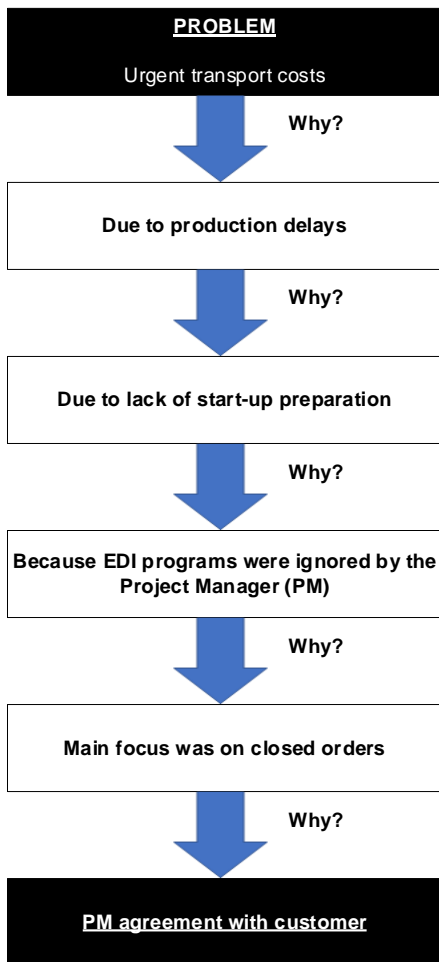 PROBLEM
Urgent transport costs
Why?
Due to production delays
Why?
Due to lack of start-up preparation
Why?
Because EDI programs were ignored by the
Project Manager (PM)
Why?
Main focus was on closed orders
Why?
PM agreement with customer